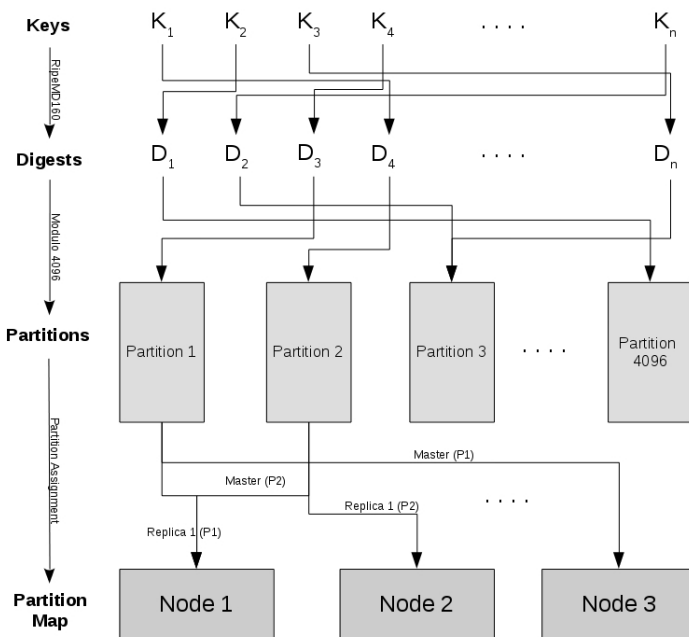 Keys K1 K2 K3 K4 . . . . Kn
RipeMD160
Digests D1 D2 D3 D4 . . . . Dn
Modulo 4096
Partitions
Partition 1
Partition 2
Partition 3
. . . .
Partition
4096
Partition Assignment
Master (P1)
Master (P2)
Replica 1 (P2)
. . . .
Replica 1 (P1)
Partition
Map
Node 1
Node 2
Node 3